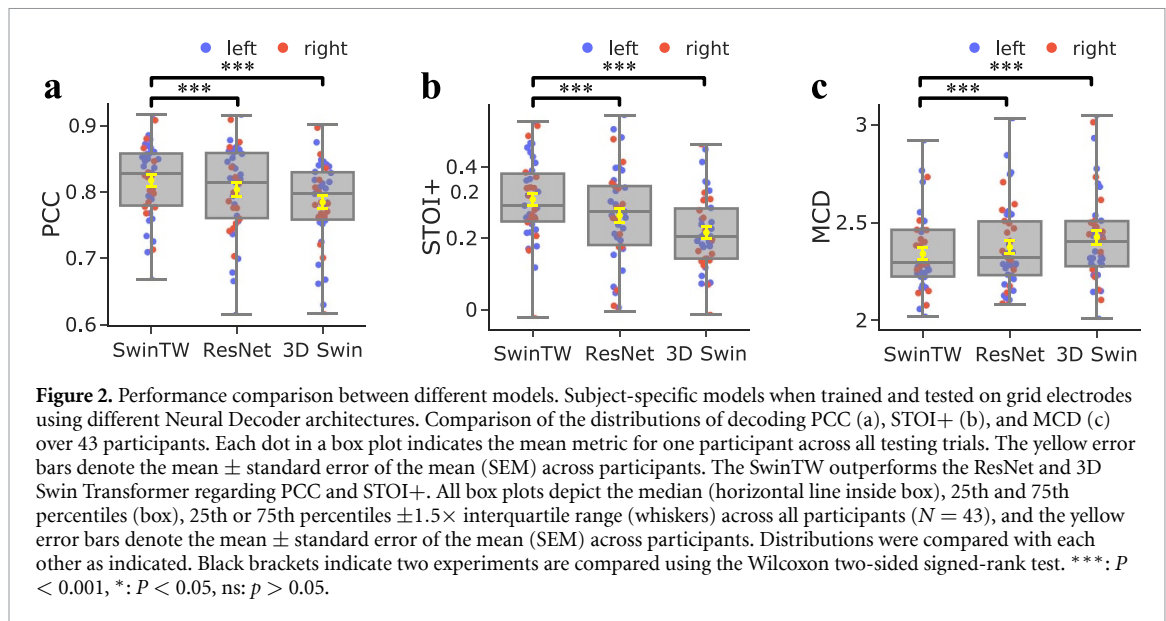 left right
left right
left right
a
***
***
b
***
***
c
***
***
PCC
0.9
0.8
0.7
0.6
SwinTW ResNet 3D Swin
STOI+
0.4
0.2
0.2
0
SwinTW ResNet 3D Swin
MCD
3
2.5
2
SwinTW ResNet 3D Swin
Figure 2. Performance comparison between different models. Subject-specific models when trained and tested on grid electrodes
using different Neural Decoder architectures. Comparison of the distributions of decoding PCC (a), STOI+ (b), and MCD (c)
over 43 participants. Each dot in a box plot indicates the mean metric for one participant across all testing trials. The yellow error
bars denote the mean ± standard error of the mean (SEM) across participants. The SwinTW outperforms the ResNet and 3D
Swin Transformer regarding PCC and STOI+. All box plots depict the median (horizontal line inside box), 25th and 75th
percentiles (box), 25th or 75th percentiles ±1.5× interquartile range (whiskers) across all participants (N = 43), and the yellow
error bars denote the mean ± standard error of the mean (SEM) across participants. Distributions were compared with each
other as indicated. Black brackets indicate two experiments are compared using the Wilcoxon two-sided signed-rank test. ***: P
< 0.001, *: P < 0.05, ns: p > 0.05.